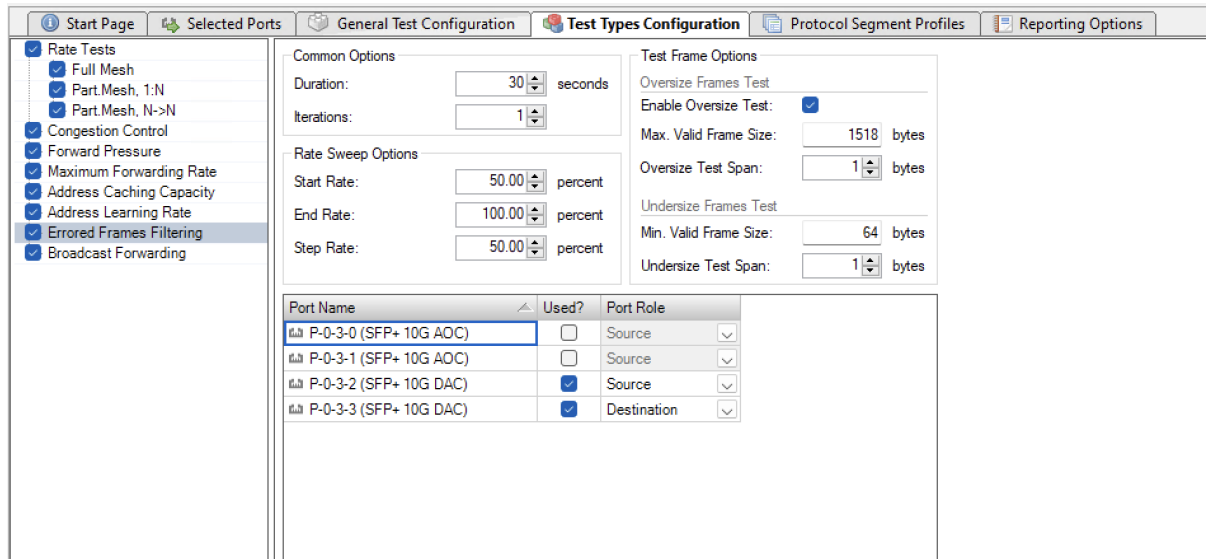 Start Page Selected Ports General Test Configuration Test Types Configuration Protocol Segment Profiles Reporting Options
Rate Tests
Full Mesh
Part.Mesh, 1:N
Part.Mesh, N->N
Congestion Control
Forward Pressure
Maximum Forwarding Rate
Address Caching Capacity
Address Learning Rate
Errored Frames Filtering
Broadcast Forwarding
Common Options
Duration: 30 seconds
Iterations: 1
Rate Sweep Options
Start Rate: 50.00 percent
End Rate: 100.00 percent
Step Rate: 50.00 percent
Test Frame Options
Oversize Frames Test
Enable Oversize Test:
Max. Valid Frame Size: 1518 bytes
Oversize Test Span: 1 bytes
Undersize Frames Test
Min. Valid Frame Size: 64 bytes
Undersize Test Span: 1 bytes
Port Name Used? Port Role
P-0-3-0 (SFP+ 10G AOC) Source
P-0-3-1 (SFP+ 10G AOC) Source
P-0-3-2 (SFP+ 10G DAC) Source
P-0-3-3 (SFP+ 10G DAC) Destination